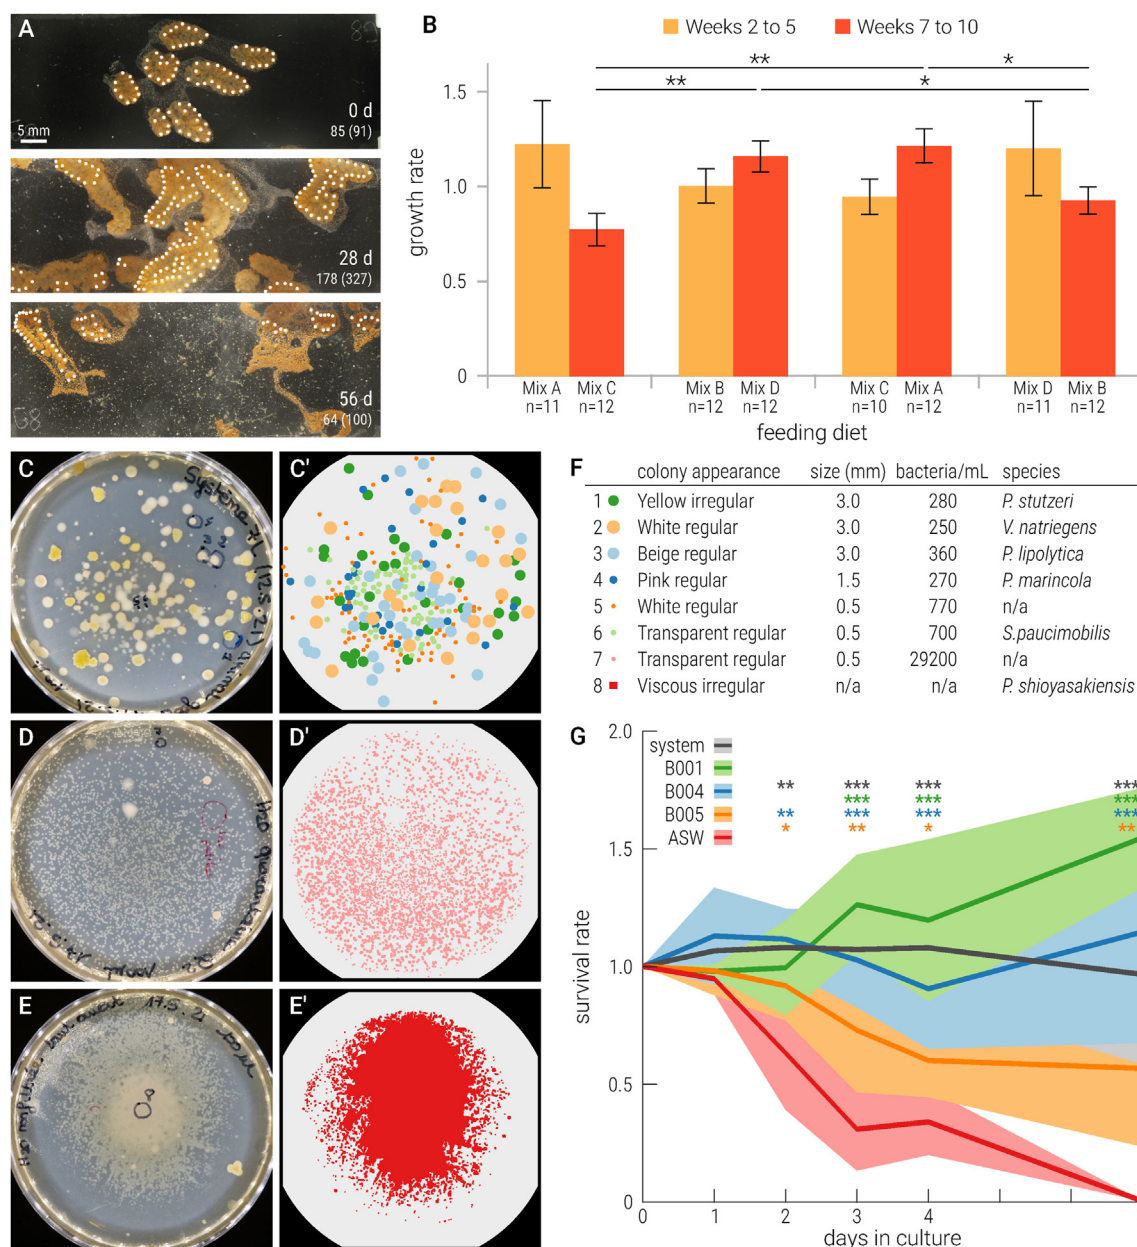 A
0 d
85 (91)
5 mm
28 d
178 (327)
56 d
64 (100)
B
Weeks 2 to 5
Weeks 7 to 10
** *
** *
1.5
1.0
0.5
0
growth rate
Mix A Mix C Mix B Mix D Mix C Mix A Mix D Mix B
n=11 n=12 n=12 n=12 n=10 n=12 n=11 n=12
feeding diet
C
C'
D
D'
E
E'
17.5.21
F
colony appearance size (mm) bacteria/mL species
1 Yellow irregular 3.0 280 P. stutzeri
2 White regular 3.0 250 V. natriegens
3 Beige regular 3.0 360 P. lipolytica
4 Pink regular 1.5 270 P. marincola
5 White regular 0.5 770 n/a
6 Transparent regular 0.5 700 S.paucimobilis
7 Transparent regular 0.5 29200 n/a
8 Viscous irregular n/a n/a P. shioyasakiensis
G
system
B001
B004
B005
ASW
** *** *** ***
*** *** ***
** *** *** ***
* ** * **
2.0
1.5
1.0
0.5
0
survival rate
0 1 2 3 4
days in culture